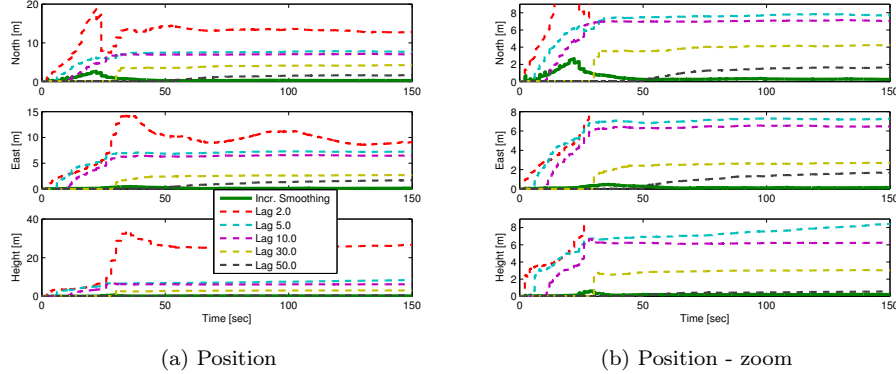 20
10
0
North [m]
0 50 100 150
15
10
5
0
East [m]
0 50 100 150
Incr. Smoothing
Lag 2.0
Lag 5.0
Lag 10.0
Lag 30.0
Lag 50.0
40
20
0
Height [m]
0 50 100 150
Time [sec]
(a) Position
8
6
4
2
0
North [m]
0 50 100 150
8
6
4
2
0
East [m]
0 50 100 150
8
6
4
2
0
Height [m]
0 50 100 150
Time [sec]
(b) Position - zoom